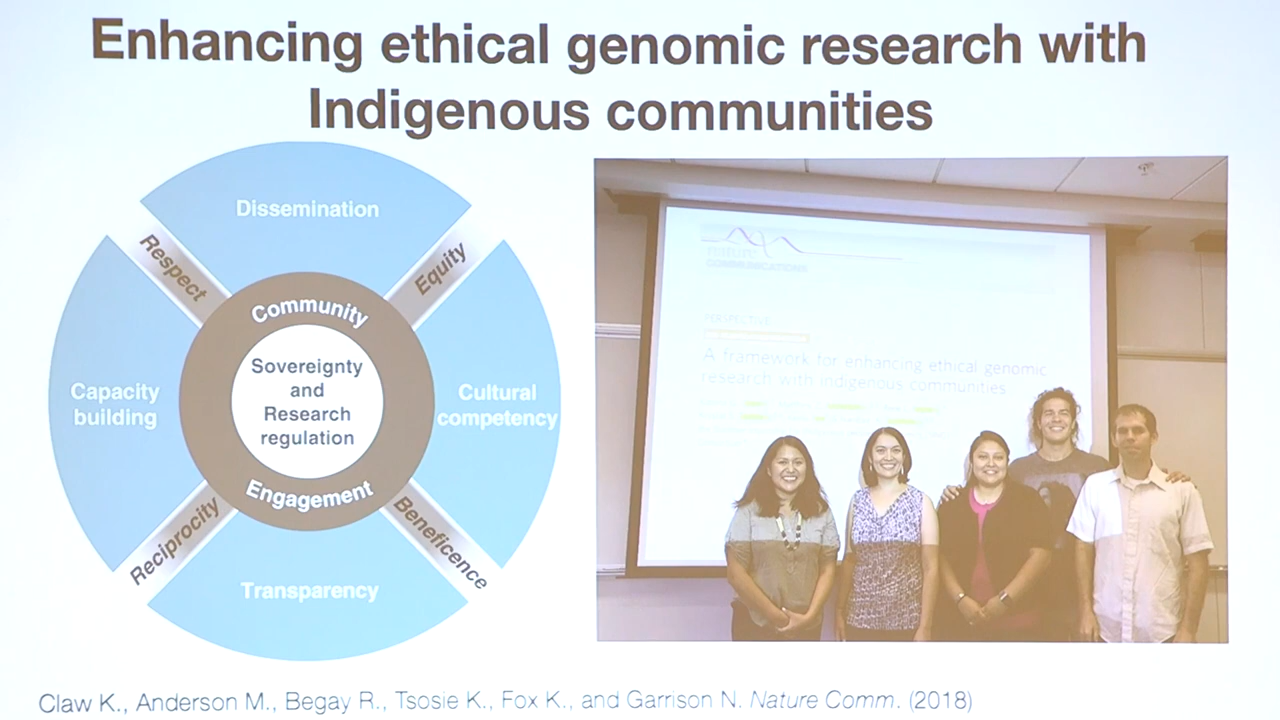 Enhancing ethical genomic research with
Indigenous communities
Dissemination
Respect
Equity
Community
Sovereignty
and
Research
regulation
Capacity
building
Cultural
competency
Engagement
Reciprocity
Beneficence
Transparency
nature
COMMUNICATIONS
PERSPECTIVE
A framework for enhancing ethical genomic
research with Indigenous communities
Claw K., Anderson M., Begay R., Tsosie K., Fox K., and Garrison N. Nature Comm. (2018)